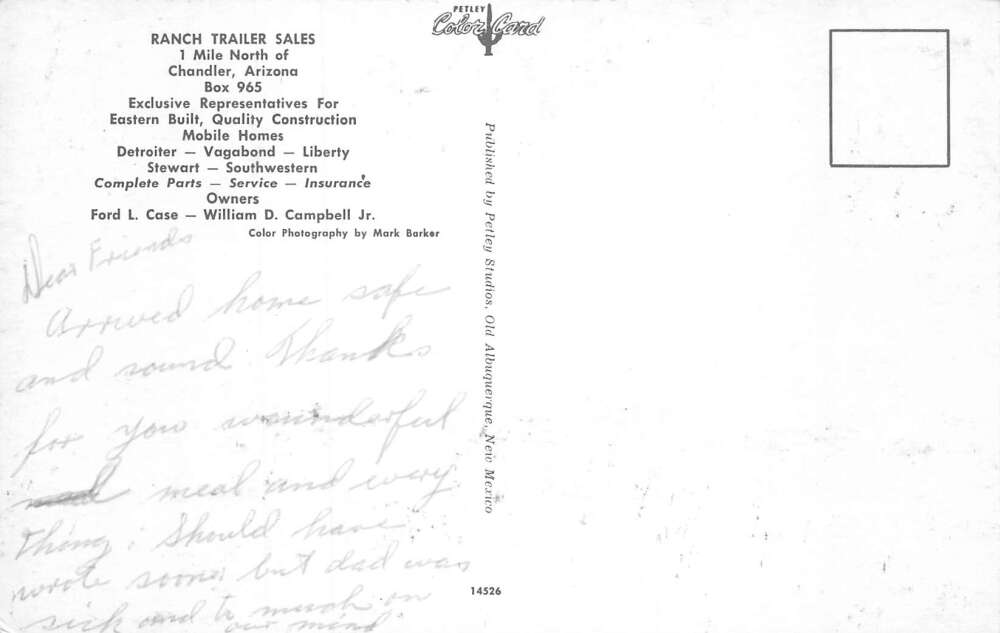 RANCH TRAILER SALES
1 Mile North of
Chandler, Arizona
Box 965
Exclusive Representatives For
Eastern Built, Quality Construction
Mobile Homes
Detroiter — Vagabond — Liberty
Stewart — Southwestern
Complete Parts — Service — Insurance
Owners
Ford L. Case — William D. Campbell Jr.
Color Photography by Mark Barker
Dear Friends
Arrived home safe
and sound. Thanks
for you wounderful
meal and every
thing. Should have
wrote sooner but dad was
sick and to much on
our mind
PETLEY
Color Card
Published by Petley Studios, Old Albuquerque, New Mexico
14526